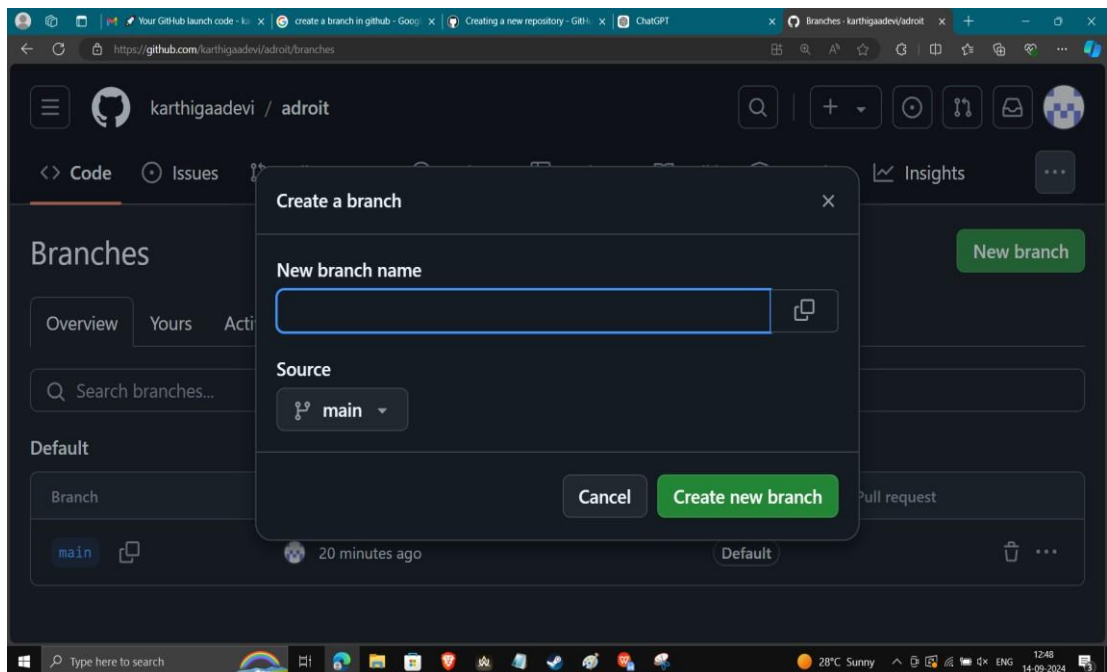 Your GitHub launch code - ka
create a branch in github - Goog
Creating a new repository - GitH
ChatGPT
Branches · karthigaadevi/adroit
https://github.com/karthigaadevi/adroit/branches
karthigaadevi / adroit
Code
Issues
Insights
Create a branch
Branches
New branch
New branch name
Overview
Yours
Acti
Source
Search branches...
main
Default
Branch
Cancel
Create new branch
Pull request
main
20 minutes ago
Default
Type here to search
28°C Sunny
ENG
12:48
14-09-2024